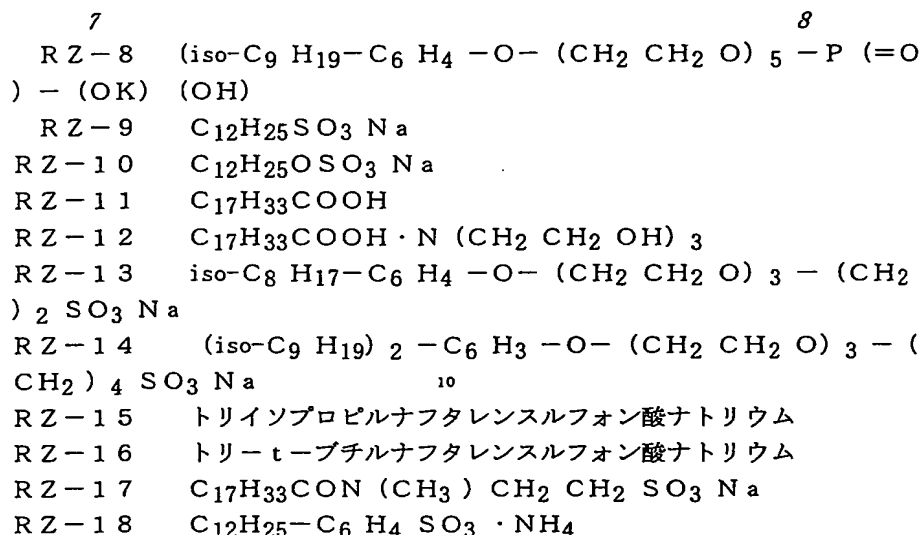 7 8
RZ-8 (iso-C9 H19-C6 H4 -O- (CH2 CH2 O) 5 -P (=O
) - (OK) (OH)
RZ-9 C12H25SO3 Na
RZ-10 C12H25OSO3 Na
RZ-11 C17H33COOH
RZ-12 C17H33COOH・N (CH2 CH2 OH) 3
RZ-13 iso-C8 H17-C6 H4 -O- (CH2 CH2 O) 3 - (CH2
) 2 SO3 Na
RZ-14 (iso-C9 H19) 2 -C6 H3 -O- (CH2 CH2 O) 3 - (
CH2 ) 4 SO3 Na 10
RZ-15 トリイソプロピルナフタレンスルフォン酸ナトリウム
RZ-16 トリ-t-ブチルナフタレンスルフォン酸ナトリウム
RZ-17 C17H33CON (CH3 ) CH2 CH2 SO3 Na
RZ-18 C12H25-C6 H4 SO3 ・NH4